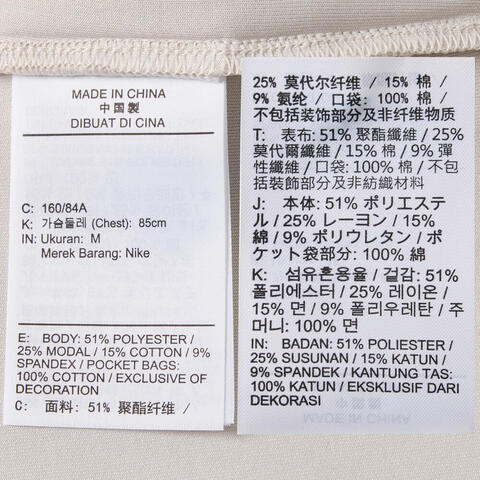 MADE IN CHINA
中国製
DIBUAT DI CINA
C: 160/84A
K: 가슴둘레 (Chest): 85cm
IN: Ukuran: M
Merek Barang: Nike
E: BODY: 51% POLYESTER /
25% MODAL / 15% COTTON / 9%
SPANDEX / POCKET BAGS:
100% COTTON / EXCLUSIVE OF
DECORATION
C: 面料: 51% 聚酯纤维 /
25% 莫代尔纤维 / 15% 棉 /
9% 氨纶 / 口袋: 100% 棉 /
不包括装饰部分及非纤维物质
T: 表布: 51% 聚酯纖維 / 25%
莫代爾纖維 / 15% 棉 / 9% 彈
性纖維 / 口袋: 100% 棉 / 不包
括裝飾部分及非紡織材料
J: 本体: 51% ポリエステ
ル / 25% レーヨン / 15%
綿 / 9% ポリウレタン / ポ
ケット袋部分: 100% 綿
K: 섬유혼용율 / 겉감: 51%
폴리에스터 / 25% 레이온 /
15% 면 / 9% 폴리우레탄 / 주
머니: 100% 면
IN: BADAN: 51% POLIESTER /
25% SUSUNAN / 15% KATUN /
9% SPANDEK / KANTUNG TAS:
100% KATUN / EKSKLUSIF DARI
DEKORASI